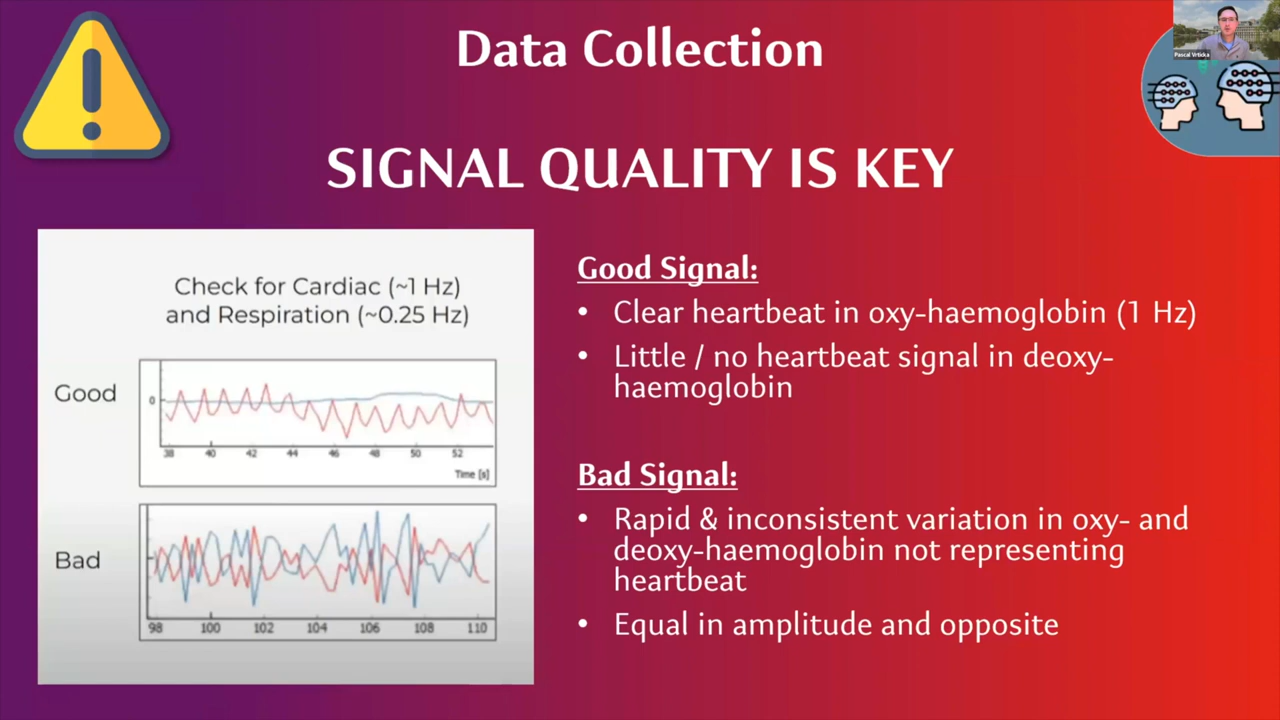 Data Collection
Pascal Vrticka
SIGNAL QUALITY IS KEY
Check for Cardiac (~1 Hz)
and Respiration (~0.25 Hz)
Good
0
38 40 42 44 46 48 50 52
Time [s]
Bad
98 100 102 104 106 108 110
Good Signal:
• Clear heartbeat in oxy-haemoglobin (1 Hz)
• Little / no heartbeat signal in deoxy-
haemoglobin
Bad Signal:
• Rapid & inconsistent variation in oxy- and
deoxy-haemoglobin not representing
heartbeat
• Equal in amplitude and opposite